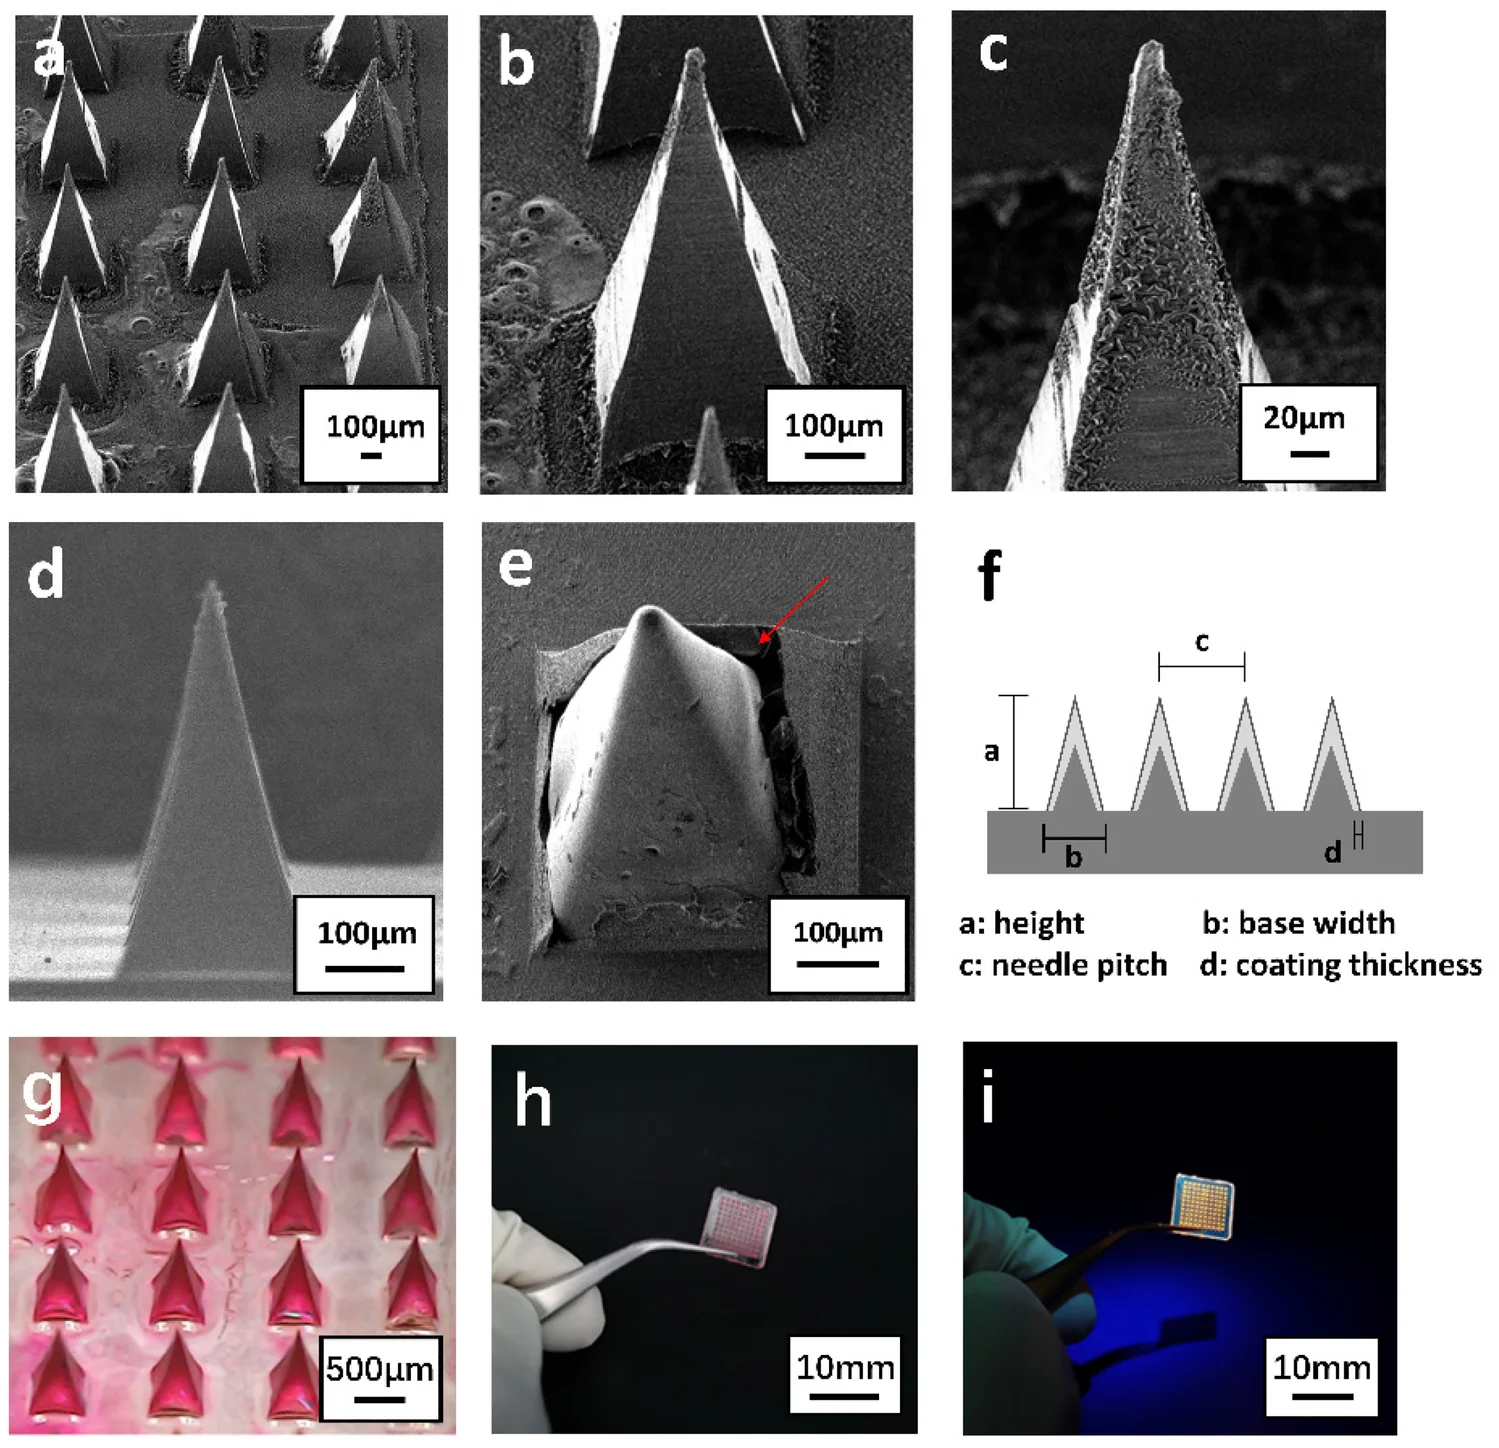 a
100μm
b
100μm
c
20μm
d
100μm
e
100μm
f
c
a
b
d
a: height b: base width
c: needle pitch d: coating thickness
g
500μm
h
10mm
i
10mm